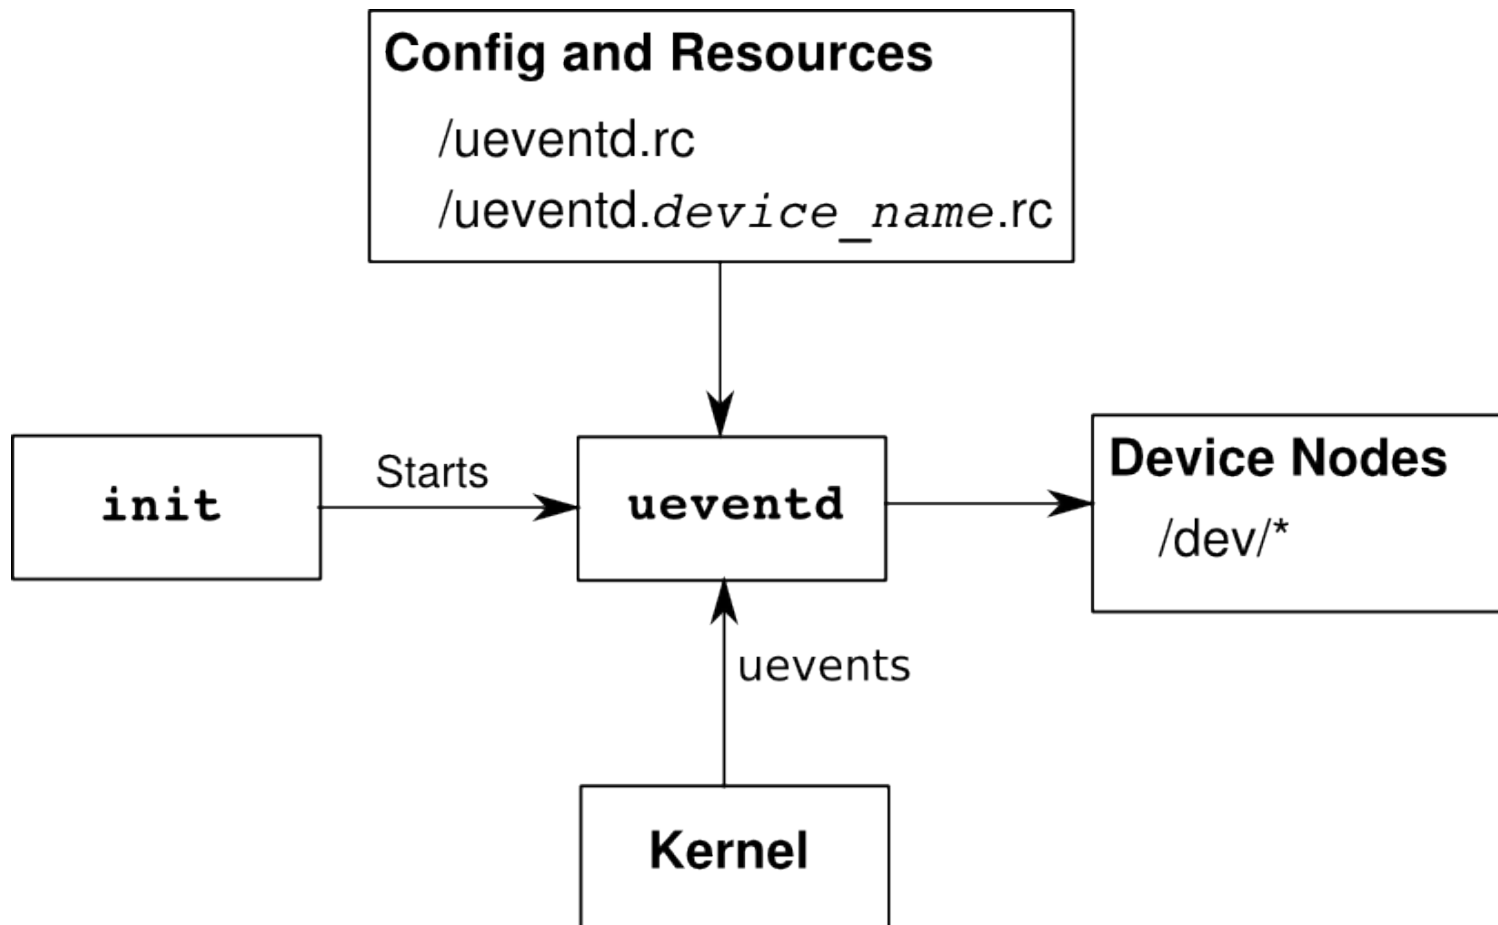 Config and Resources
/ueventd.rc
/ueventd.device_name.rc
init
Starts
ueventd
Device Nodes
/dev/*
uevents
Kernel